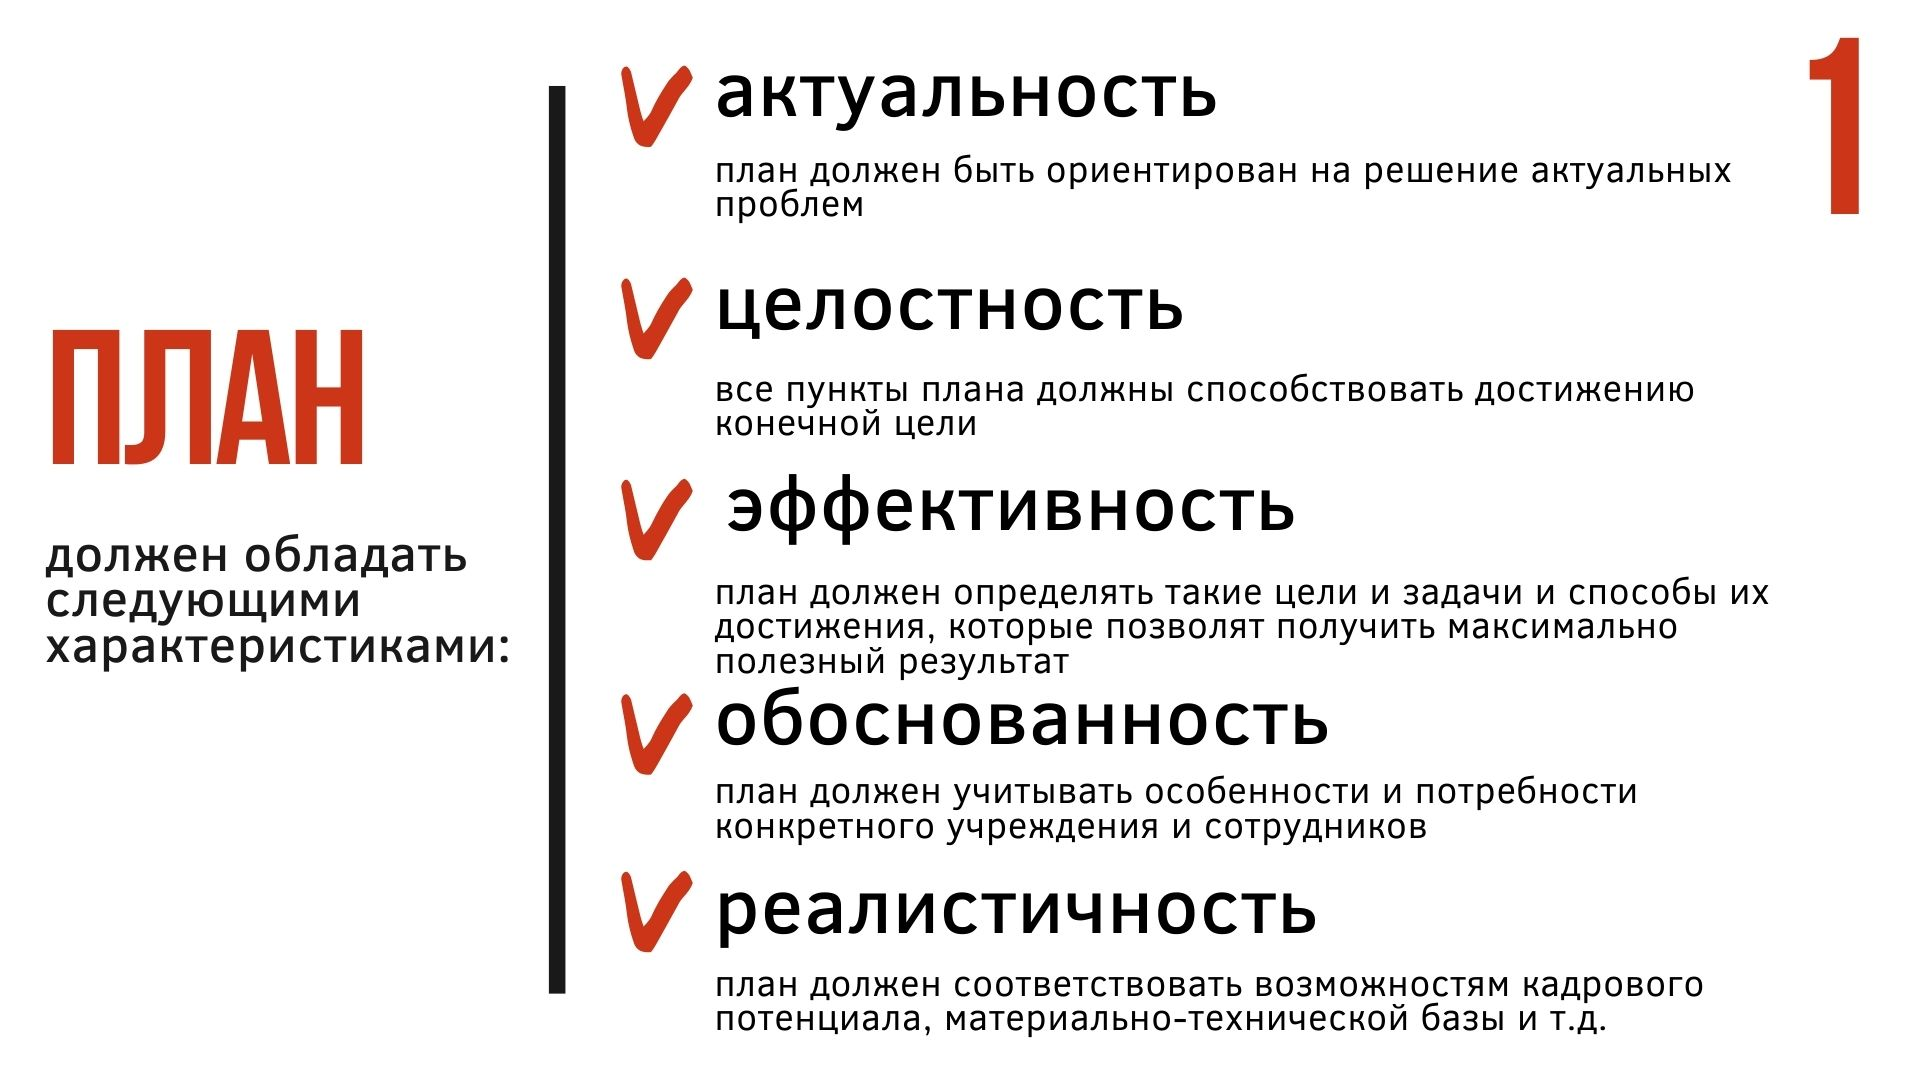 ПЛАН
должен обладать
следующими
характеристиками:
1
актуальность
план должен быть ориентирован на решение актуальных
проблем
целостность
все пункты плана должны способствовать достижению
конечной цели
эффективность
план должен определять такие цели и задачи и способы их
достижения, которые позволят получить максимально
полезный результат
обоснованность
план должен учитывать особенности и потребности
конкретного учреждения и сотрудников
реалистичность
план должен соответствовать возможностям кадрового
потенциала, материально-технической базы и т.д.